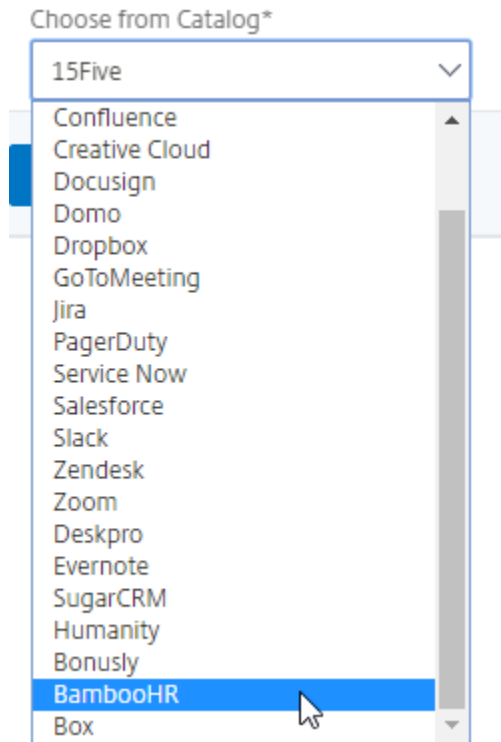 Choose from Catalog*
15Five
Confluence
Creative Cloud
Docusign
Domo
Dropbox
GoToMeeting
Jira
PagerDuty
Service Now
Salesforce
Slack
Zendesk
Zoom
Deskpro
Evernote
SugarCRM
Humanity
Bonusly
BambooHR
Box